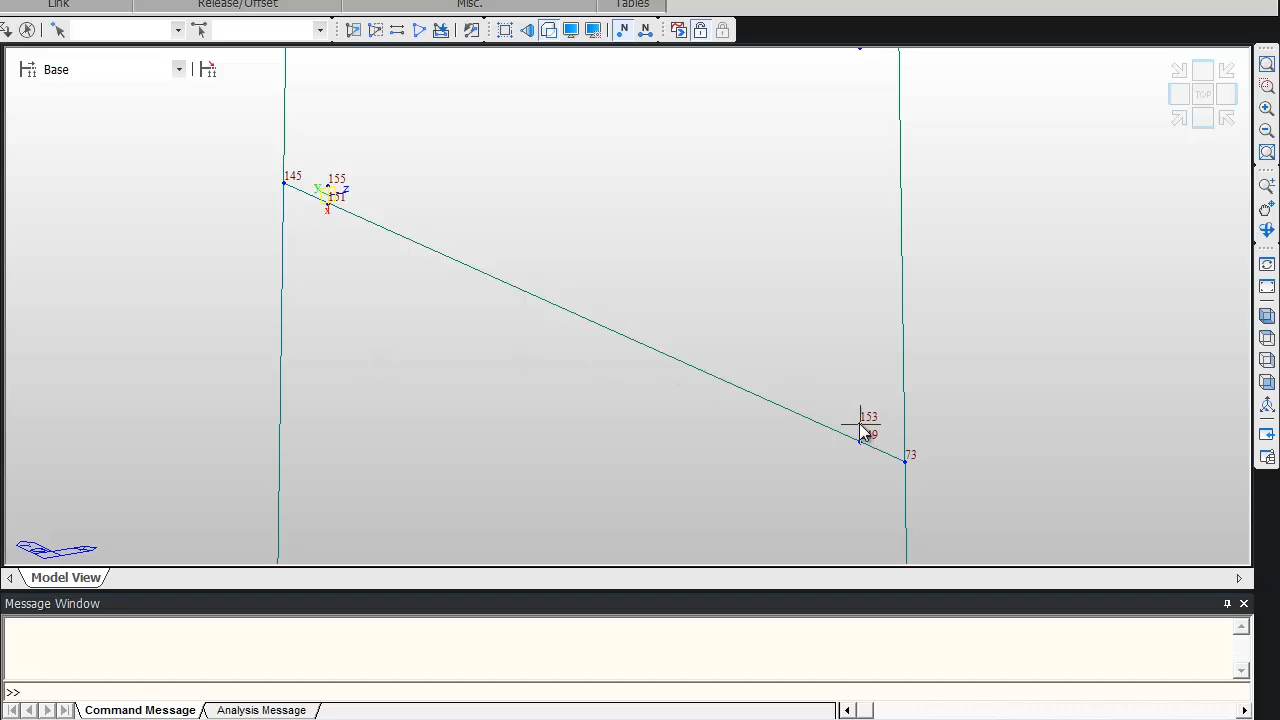 Link Release/Offset Misc. Tables
Base
TOP
145
155
Y Z
151
x
153
73
Model View
Message Window
>>
Command Message Analysis Message